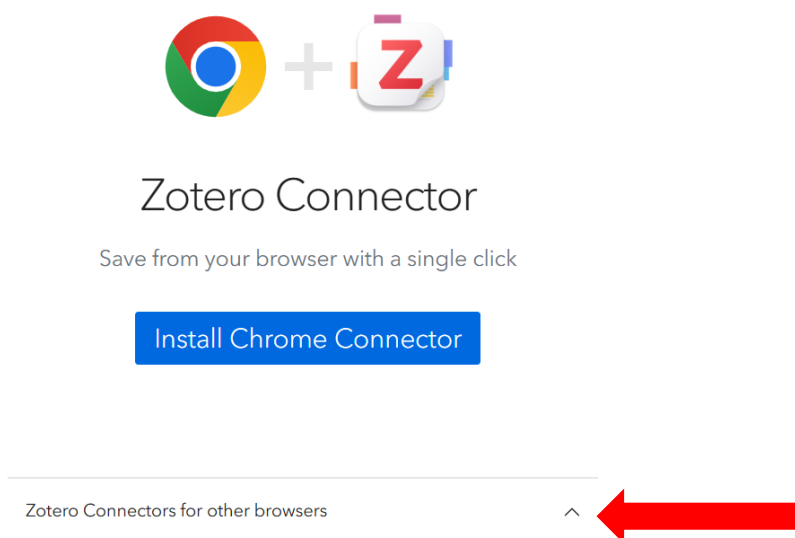 Z
Zotero Connector
Save from your browser with a single click
Install Chrome Connector
Zotero Connectors for other browsers